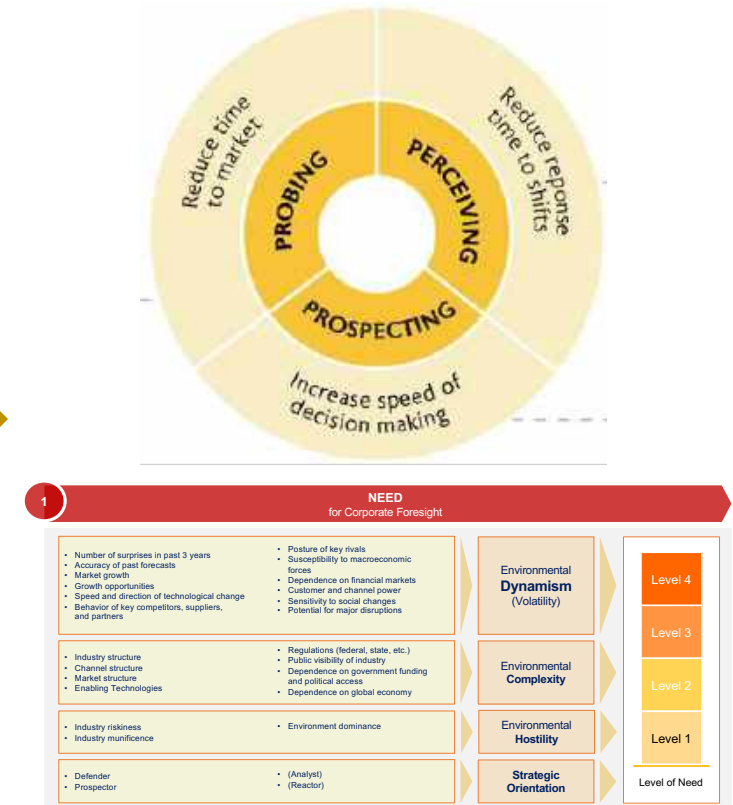 Reduce time
to market
Reduce reponse
time to shifts
PROBING
PERCEIVING
PROSPECTING
Increase speed of
decision making
1
NEED
for Corporate Foresight
• Number of surprises in past 3 years
• Accuracy of past forecasts
• Market growth
• Growth opportunities
• Speed and direction of technological change
• Behavior of key competitors, suppliers,
and partners
• Posture of key rivals
• Susceptibility to macroeconomic
forces
• Dependence on financial markets
• Customer and channel power
• Sensitivity to social changes
• Potential for major disruptions
Environmental
Dynamism
(Volatility)
• Industry structure
• Channel structure
• Market structure
• Enabling Technologies
• Regulations (federal, state, etc.)
• Public visibility of industry
• Dependence on government funding
and political access
• Dependence on global economy
Environmental
Complexity
• Industry riskiness
• Industry munificence
• Environment dominance
Environmental
Hostility
• Defender
• Prospector
• (Analyst)
• (Reactor)
Strategic
Orientation
Level 4
Level 3
Level 2
Level 1
Level of Need